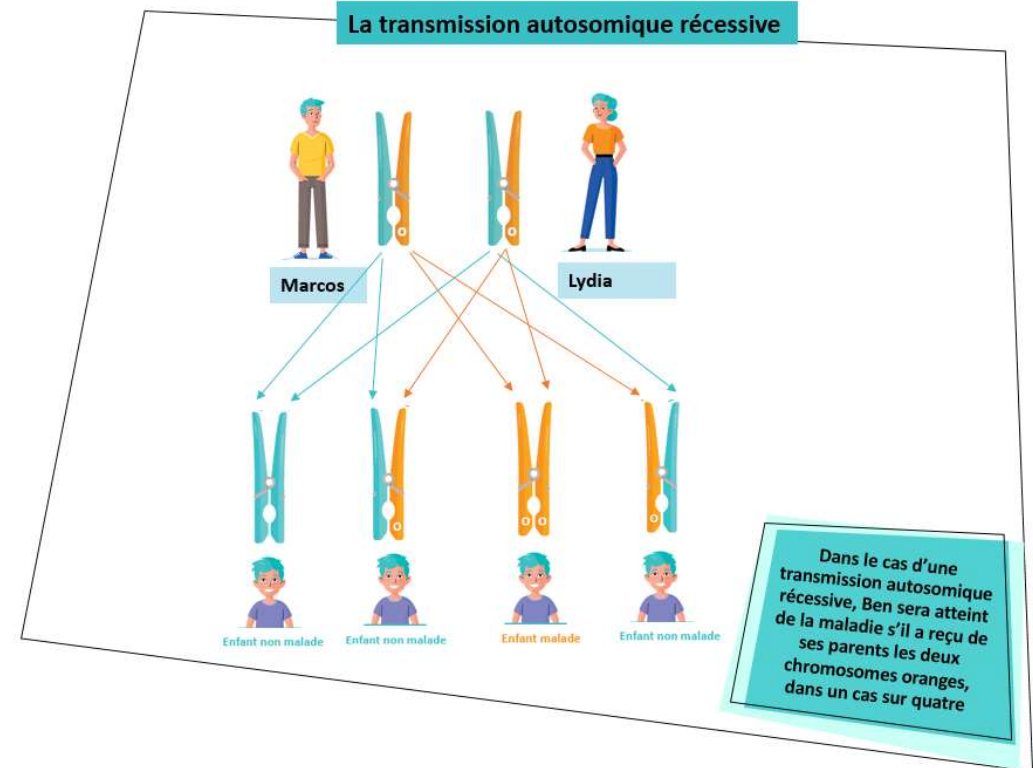 La transmission autosomique récessive
Marcos
Lydia
Enfant non malade
Enfant non malade
Enfant malade
Enfant non malade
Dans le cas d'une
transmission autosomique
récessive, Ben sera atteint
de la maladie s'il a reçu de
ses parents les deux
chromosomes oranges,
dans un cas sur quatre